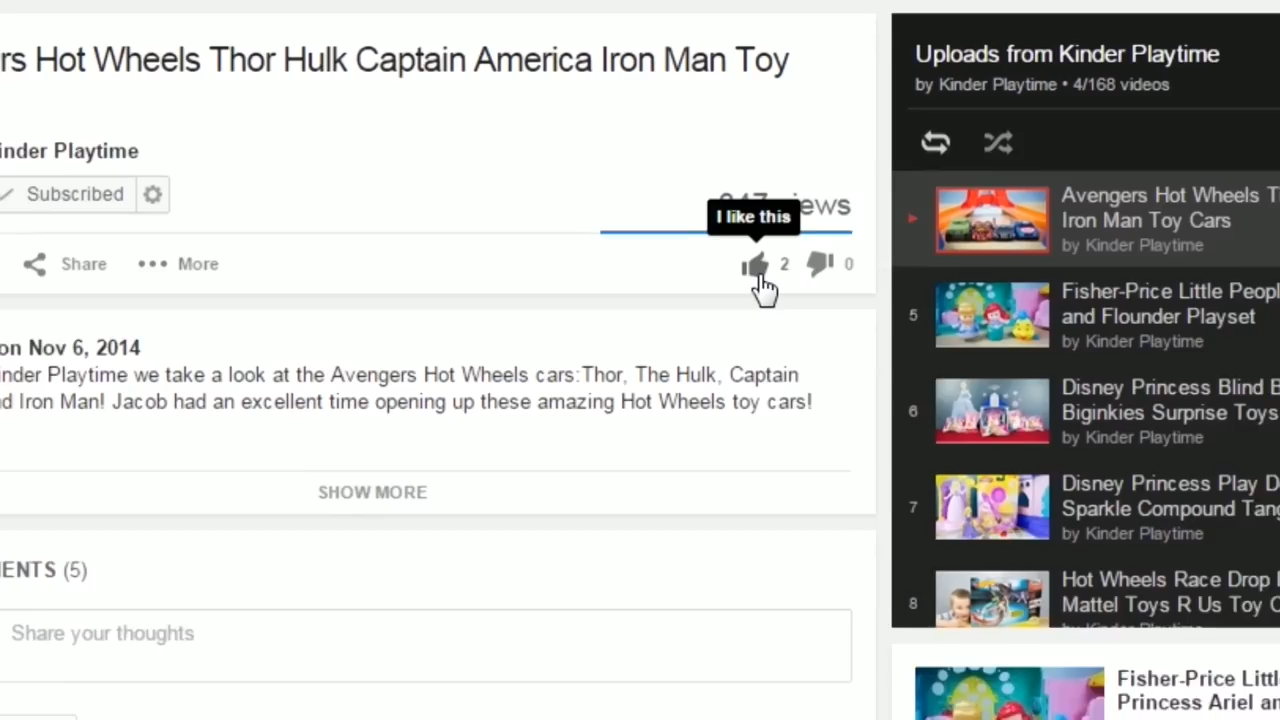 rs Hot Wheels Thor Hulk Captain America Iron Man Toy
inder Playtime
Subscribed
I like this
Share
More
2
0
on Nov 6, 2014
inder Playtime we take a look at the Avengers Hot Wheels cars:Thor, The Hulk, Captain
d Iron Man! Jacob had an excellent time opening up these amazing Hot Wheels toy cars!
SHOW MORE
ENTS (5)
Share your thoughts
Uploads from Kinder Playtime
by Kinder Playtime • 4/168 videos
Avengers Hot Wheels T
Iron Man Toy Cars
by Kinder Playtime
5
Fisher-Price Little Peopl
and Flounder Playset
by Kinder Playtime
6
Disney Princess Blind B
Biginkies Surprise Toys
by Kinder Playtime
7
Disney Princess Play D
Sparkle Compound Tang
by Kinder Playtime
8
Hot Wheels Race Drop
Mattel Toys R Us Toy C
by Kinder Playtime
Fisher-Price Littl
Princess Ariel an